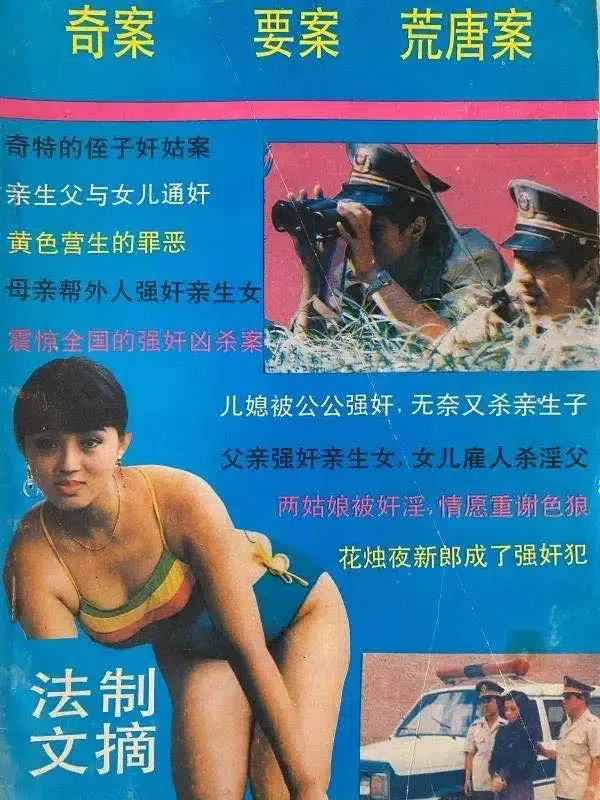 奇案 要案 荒唐案
奇特的侄子奸姑案
亲生父与女儿通奸
黄色营生的罪恶
母亲帮外人强奸亲生女
震惊全国的强奸凶杀案
儿媳被公公强奸，无奈又杀亲生子
父亲强奸亲生女，女儿雇人杀淫父
两姑娘被奸淫，情愿重谢色狼
花烛夜新郎成了强奸犯
法制
文摘